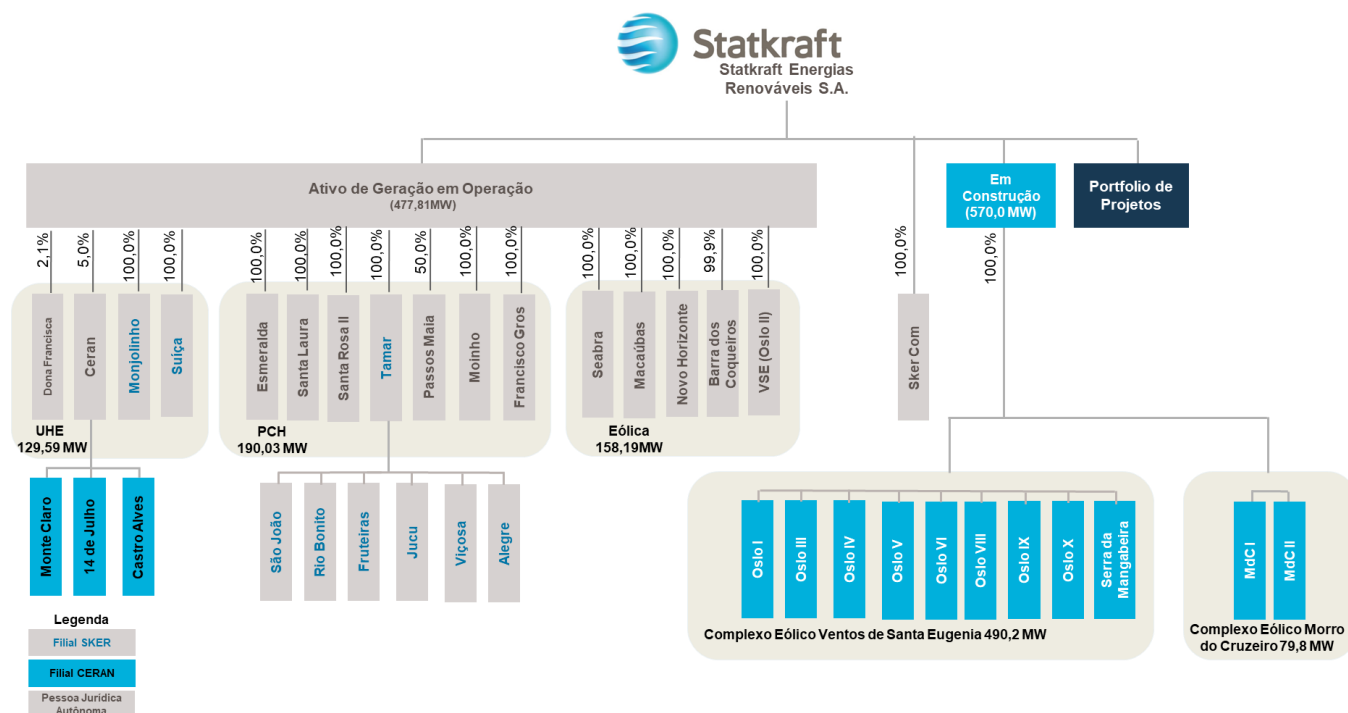 Statkraft
Statkraft Energias
Renováveis S.A.
Ativo de Geração em Operação
(477,81MW)
Em
Construção
(570,0 MW)
Portfolio de
Projetos
2,1%
5,0%
100,0%
100,0%
100,0%
100,0%
100,0%
100,0%
50,0%
100,0%
100,0%
100,0%
100,0%
100,0%
99,9%
100,0%
100,0%
100,0%
Dona Francisca
Ceran
Monjolinho
Suíça
Esmeralda
Santa Laura
Santa Rosa II
Tamar
Passos Maia
Moinho
Francisco Gros
Seabra
Macaúbas
Novo Horizonte
Barra dos
Coqueiros
VSE (Oslo II)
Sker Com
UHE
129,59 MW
PCH
190,03 MW
Eólica
158,19MW
Monte Claro
14 de Julho
Castro Alves
São João
Rio Bonito
Fruteiras
Jucu
Viçosa
Alegre
Oslo I
Oslo III
Oslo IV
Oslo V
Oslo VI
Oslo VIII
Oslo IX
Oslo X
Serra da
Mangabeira
MdC I
MdC II
Complexo Eólico Ventos de Santa Eugenia 490,2 MW
Complexo Eólico Morro
do Cruzeiro 79,8 MW
Legenda
Filial SKER
Filial CERAN
Pessoa Jurídica
Autônoma